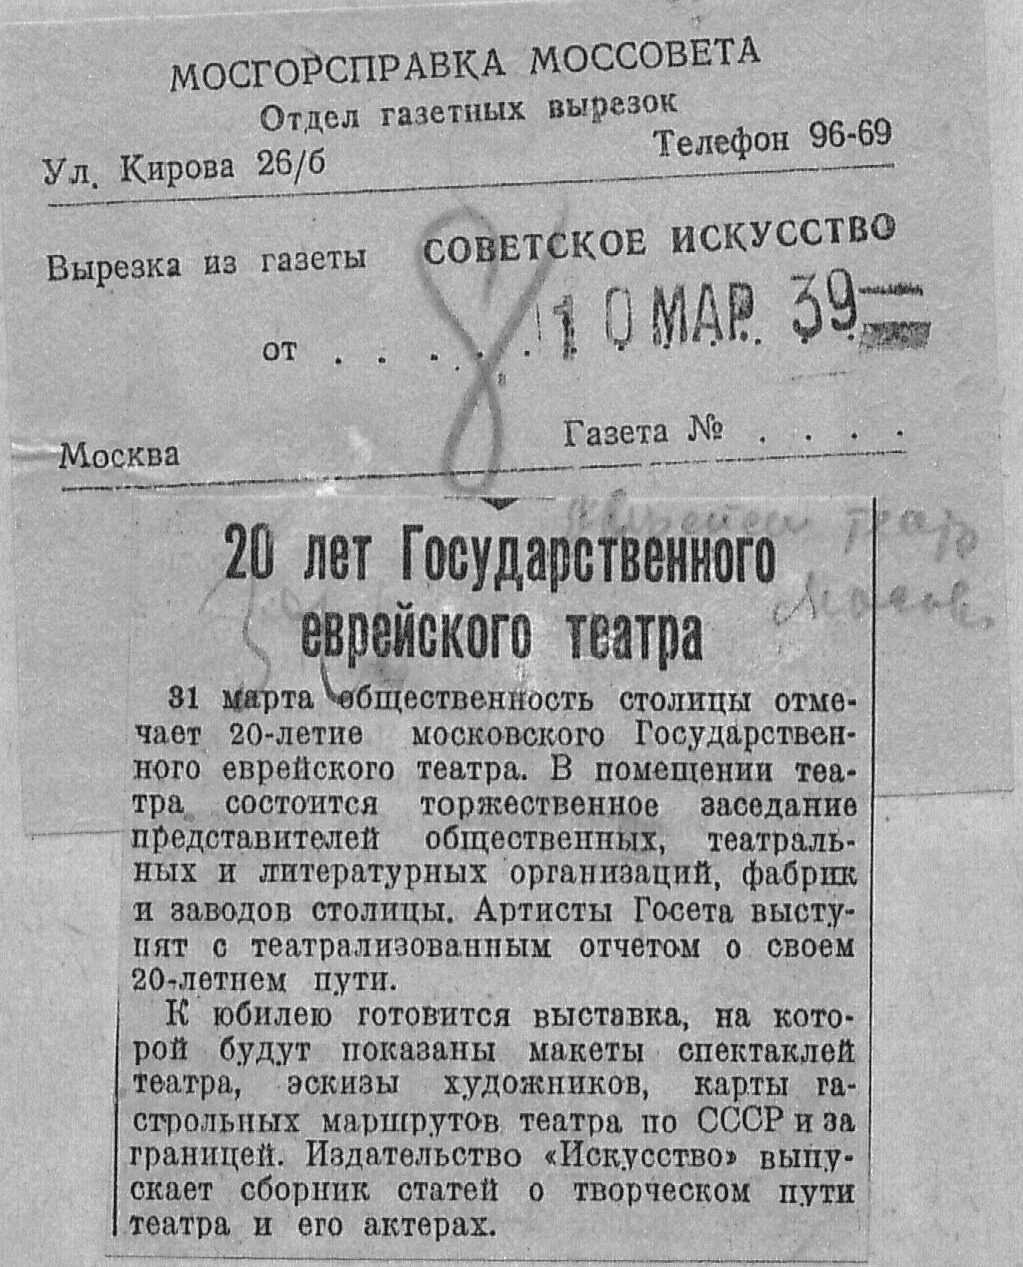 МОСГОРСПРАВКА МОССОВЕТА
Отдел газетных вырезок
Ул. Кирова 26/б Телефон 96-69
Вырезка из газеты СОВЕТСКОЕ ИСКУССТВО
от . . . . . 10 МАР. 39
8
Москва Газета № . . . .
театр
20 лет Государственного
еврейского театра
31 марта общественность столицы отме-
чает 20-летие московского Государствен-
ного еврейского театра. В помещении теа-
тра состоится торжественное заседание
представителей общественных, театраль-
ных и литературных организаций, фабрик
и заводов столицы. Артисты Госета высту-
пят с театрализованным отчетом о своем
20-летнем пути.
К юбилею готовится выставка, на кото-
рой будут показаны макеты спектаклей
театра, эскизы художников, карты га-
строльных маршрутов театра по СССР и за
границей. Издательство «Искусство» выпу-
скает сборник статей о творческом пути
театра и его актерах.